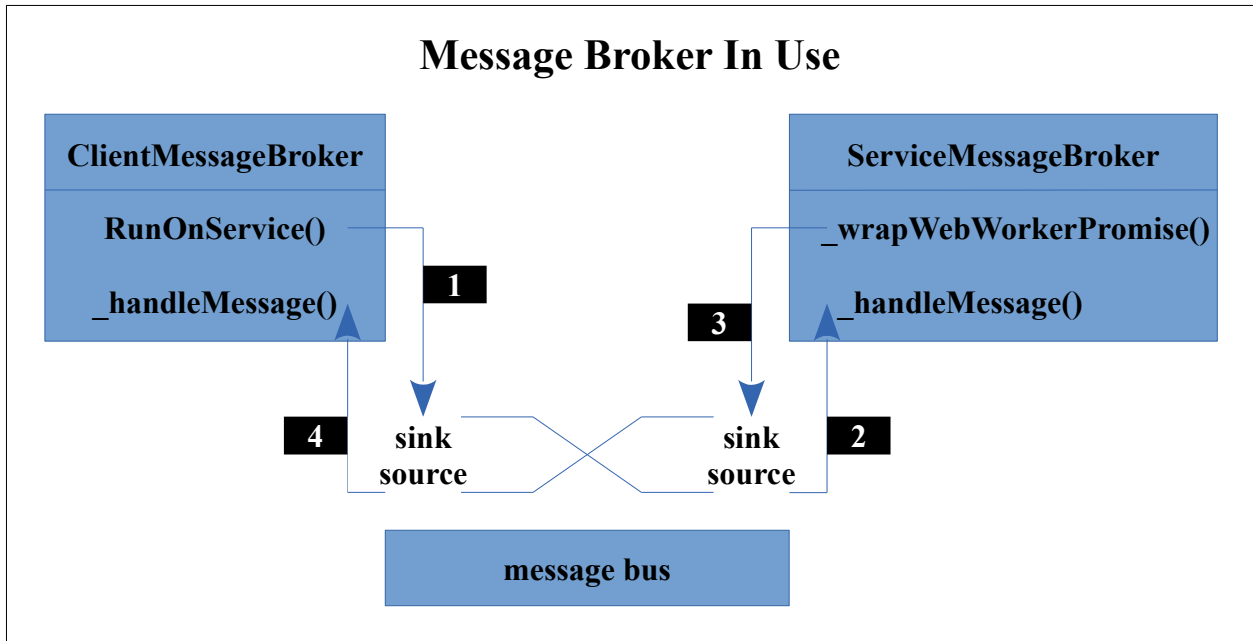 Message Broker In Use
ClientMessageBroker
RunOnService()
_handleMessage()
ServiceMessageBroker
_wrapWebWorkerPromise()
_handleMessage()
1
3
4
2
sink
source
sink
source
message bus